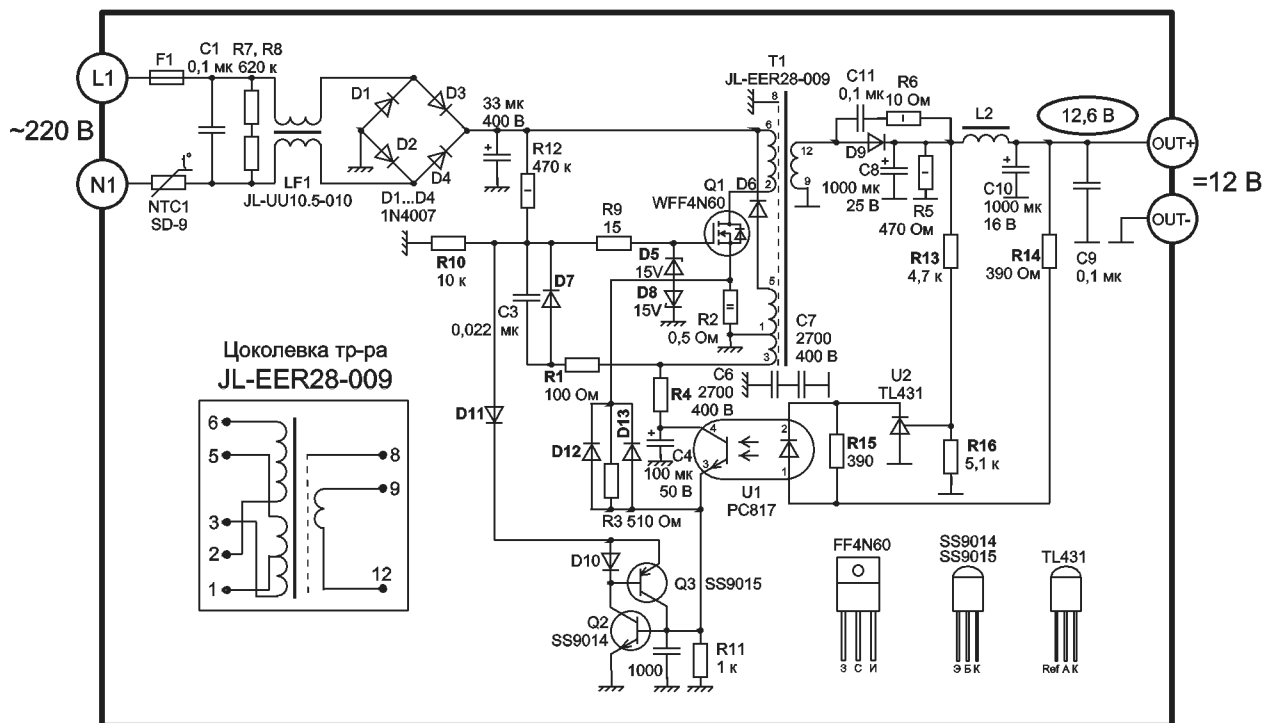 L1
F1
C1
0,1 мк
R7, R8
620 к
D1
D3
D2
D4
D1...D4
1N4007
~220 В
N1
NTC1
SD-9
1°
LF1
JL-UU10.5-010
33 мк
400 В
+
R12
470 к
R10
10 к
R9
15
Q1
WFF4N60
D6
D5
15V
D8
15V
D7
C3
0,022 мк
R2
0,5 Ом
T1
JL-EER28-009
8
6
2
5
1
3
12
9
C11
0,1 мк
R6
10 Ом
D9
C8
1000 мк
25 В
+
R5
470 Ом
L2
C10
1000 мк
16 В
+
12,6 В
OUT+
=12 В
OUT-
R13
4,7 к
R14
390 Ом
C9
0,1 мк
C7
2700
400 В
C6
2700
400 В
R1
100 Ом
R4
D11
D12
D13
R3 510 Ом
C4
100 мк
50 В
+
4
3
2
1
U1
PC817
U2
TL431
R15
390
R16
5,1 к
D10
Q3 SS9015
Q2
SS9014
1000
R11
1 к
Цоколевка тр-ра
JL-EER28-009
6
5
3
2
1
8
9
12
FF4N60
З С И
SS9014
SS9015
Э Б К
TL431
Ref А К